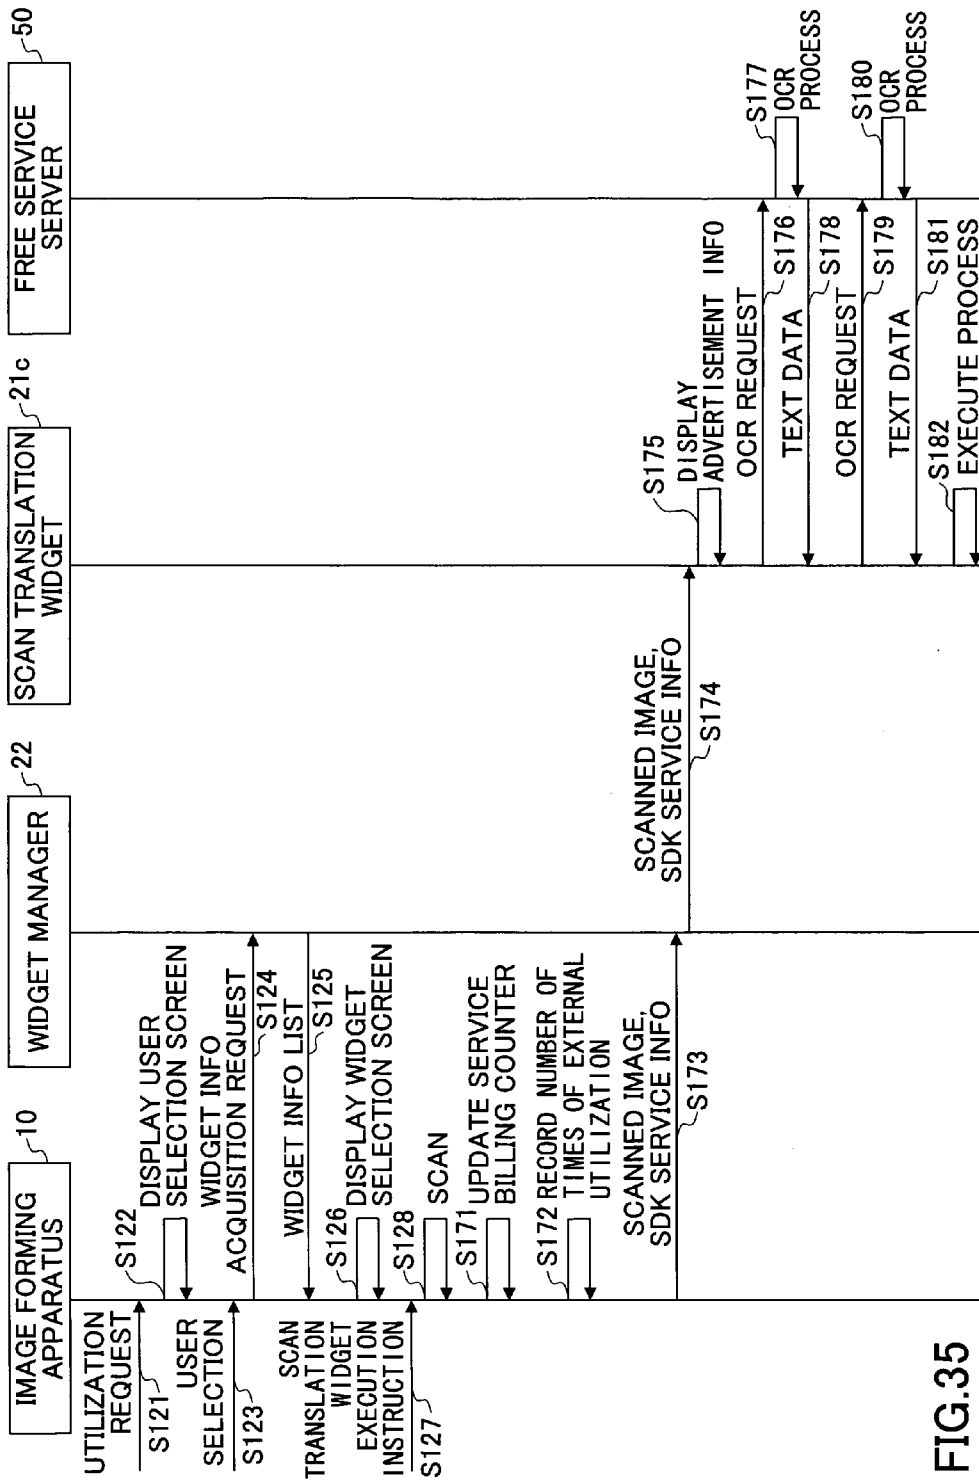 IMAGE FORMING
APPARATUS
10
WIDGET MANAGER
22
SCAN TRANSLATION
WIDGET
21c
FREE SERVICE
SERVER
50
UTILIZATION
REQUEST
S121
S122
DISPLAY USER
SELECTION SCREEN
USER
SELECTION
S123
WIDGET INFO
ACQUISITION REQUEST
S124
WIDGET INFO LIST
S125
S126
DISPLAY WIDGET
SELECTION SCREEN
SCAN
TRANSLATION
WIDGET
EXECUTION
INSTRUCTION
S127
S128
SCAN
S171
UPDATE SERVICE
BILLING COUNTER
S172
RECORD NUMBER OF
TIMES OF EXTERNAL
UTILIZATION
SCANNED IMAGE,
SDK SERVICE INFO
S173
SCANNED IMAGE,
SDK SERVICE INFO
S174
S175
DISPLAY
ADVERTISEMENT INFO
OCR REQUEST
S176
S177
OCR
PROCESS
TEXT DATA
S178
OCR REQUEST
S179
S180
OCR
PROCESS
TEXT DATA
S181
S182
EXECUTE PROCESS
FIG.35